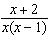 x + 2
x(x − 1)